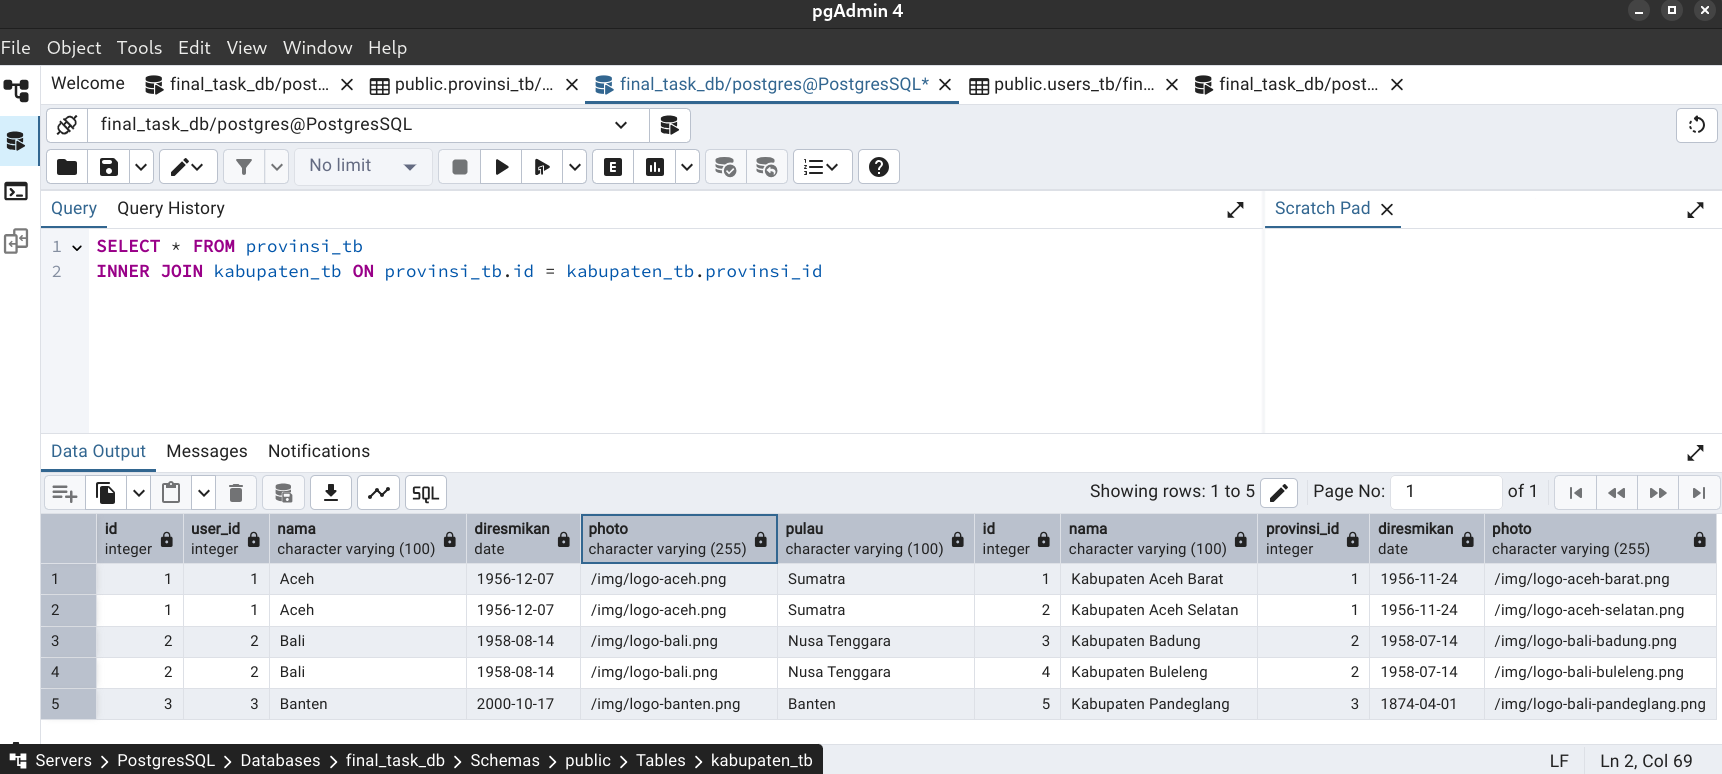 pgAdmin 4
File Object Tools Edit View Window Help
Welcome final_task_db/post... public.provinsi_tb/... final_task_db/postgres@PostgresSQL* public.users_tb/fin... final_task_db/post...
final_task_db/postgres@PostgresSQL
No limit E
Query Query History Scratch Pad
1 SELECT * FROM provinsi_tb
2 INNER JOIN kabupaten_tb ON provinsi_tb.id = kabupaten_tb.provinsi_id
Data Output Messages Notifications
SQL Showing rows: 1 to 5 Page No: 1 of 1
id user_id nama diresmikan photo pulau id nama provinsi_id diresmikan photo
integer integer character varying (100) date character varying (255) character varying (100) integer character varying (100) integer date character varying (255)
1 1 1 Aceh 1956-12-07 /img/logo-aceh.png Sumatra 1 Kabupaten Aceh Barat 1 1956-11-24 /img/logo-aceh-barat.png
2 1 1 Aceh 1956-12-07 /img/logo-aceh.png Sumatra 2 Kabupaten Aceh Selatan 1 1956-11-24 /img/logo-aceh-selatan.png
3 2 2 Bali 1958-08-14 /img/logo-bali.png Nusa Tenggara 3 Kabupaten Badung 2 1958-07-14 /img/logo-bali-badung.png
4 2 2 Bali 1958-08-14 /img/logo-bali.png Nusa Tenggara 4 Kabupaten Buleleng 2 1958-07-14 /img/logo-bali-buleleng.png
5 3 3 Banten 2000-10-17 /img/logo-banten.png Banten 5 Kabupaten Pandeglang 3 1874-04-01 /img/logo-bali-pandeglang.png
Servers > PostgresSQL > Databases > final_task_db > Schemas > public > Tables > kabupaten_tb LF Ln 2, Col 69